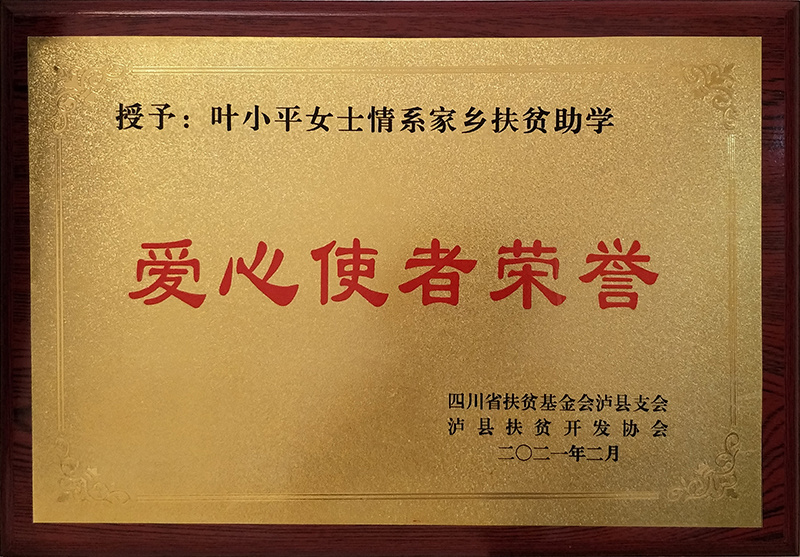 授予：叶小平女士情系家乡扶贫助学
爱心使者荣誉
四川省扶贫基金会泸县支会
泸县扶贫开发协会
二〇二一年二月